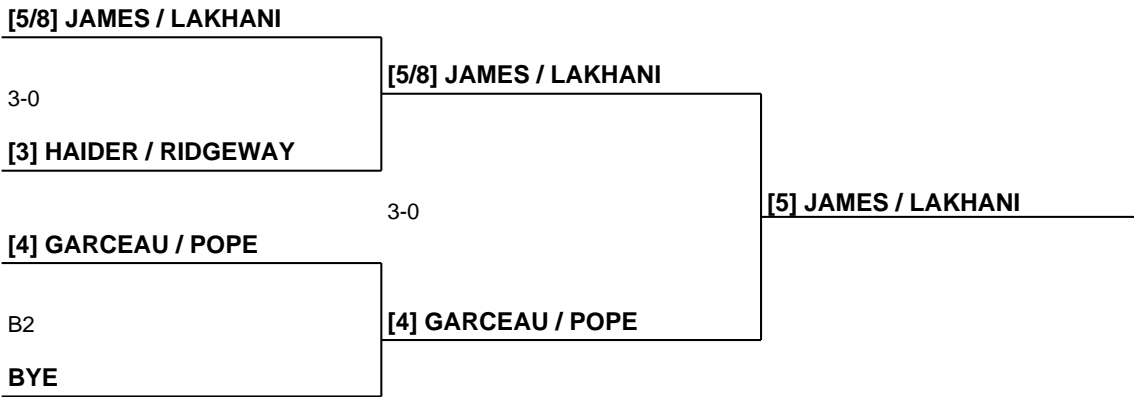 [5/8] JAMES / LAKHANI
[5/8] JAMES / LAKHANI
3-0
[3] HAIDER / RIDGEWAY
[5] JAMES / LAKHANI
3-0
[4] GARCEAU / POPE
[4] GARCEAU / POPE
B2
BYE